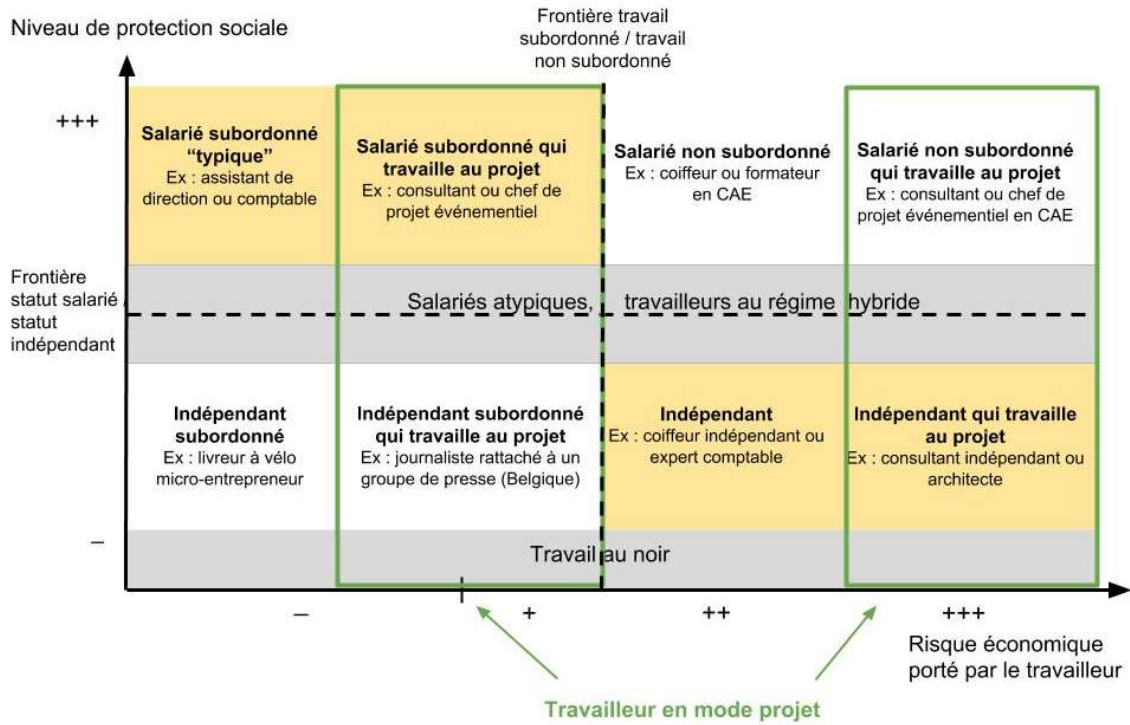 Niveau de protection sociale
Frontière travail
subordonné / travail
non subordonné
+++
Salarié subordonné
“typique”
Ex : assistant de
direction ou comptable
Salarié subordonné qui
travaille au projet
Ex : consultant ou chef de
projet événementiel
Salarié non subordonné
Ex : coiffeur ou formateur
en CAE
Salarié non subordonné
qui travaille au projet
Ex : consultant ou chef de
projet événementiel en CAE
Frontière
statut salarié /
statut
indépendant
Salariés atypiques, travailleurs au régime hybride
Indépendant
subordonné
Ex : livreur à vélo
micro-entrepreneur
Indépendant subordonné
qui travaille au projet
Ex : journaliste rattaché à un
groupe de presse (Belgique)
Indépendant
Ex : coiffeur indépendant ou
expert comptable
Indépendant qui travaille
au projet
Ex : consultant indépendant ou
architecte
–
Travail au noir
– + ++ +++
Risque économique
porté par le travailleur
Travailleur en mode projet